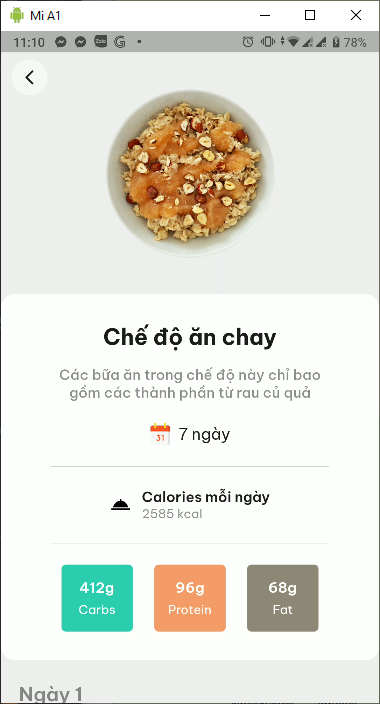 Mi A1
11:10
Zalo
78%
Chế độ ăn chay
Các bữa ăn trong chế độ này chỉ bao
gồm các thành phần từ rau củ quả
31
7 ngày
Calories mỗi ngày
2585 kcal
412g
96g
68g
Carbs
Protein
Fat
Ngày 1